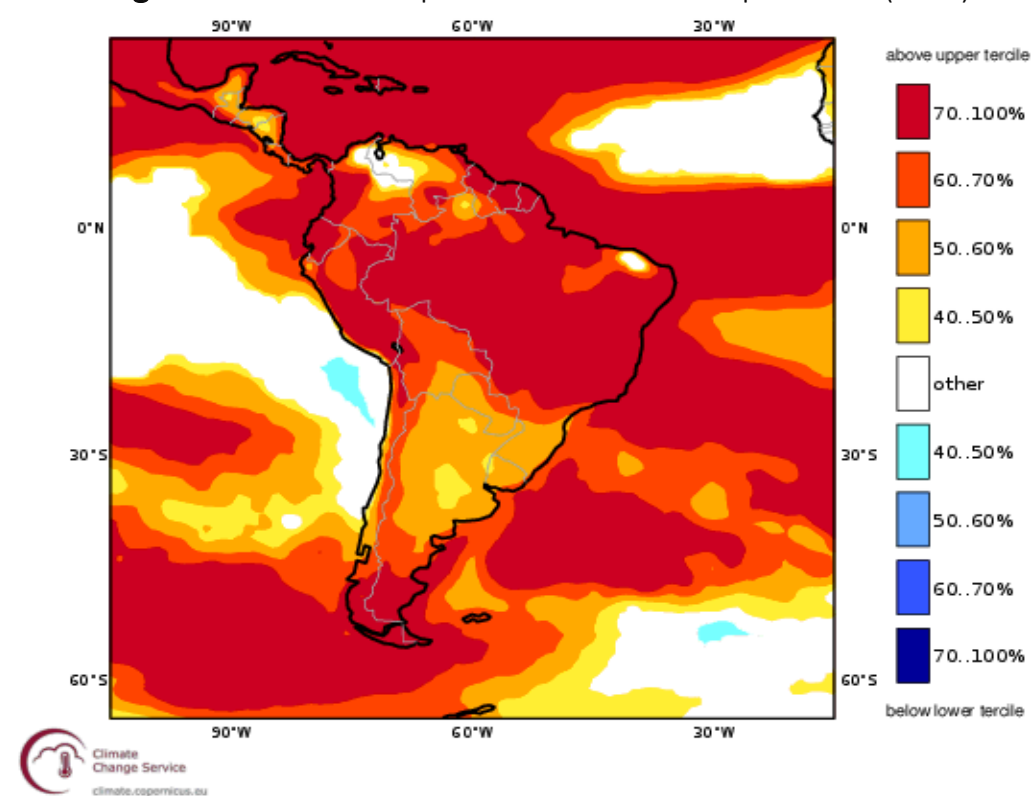 90°W 60°W 30°W
above upper tercile
70..100%
60..70%
0°N 0°N
50..60%
40..50%
other
30°S 40..50% 30°S
50..60%
60..70%
70..100%
60°S 60°S
below lower tercile
90°W 60°W 30°W
Climate
Change Service
climate.copernicus.eu